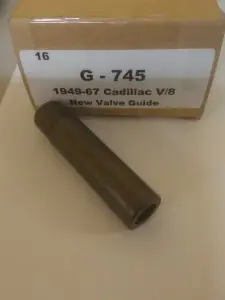 16
G - 745
1949-67 Cadillac V/8
New Valve Guide